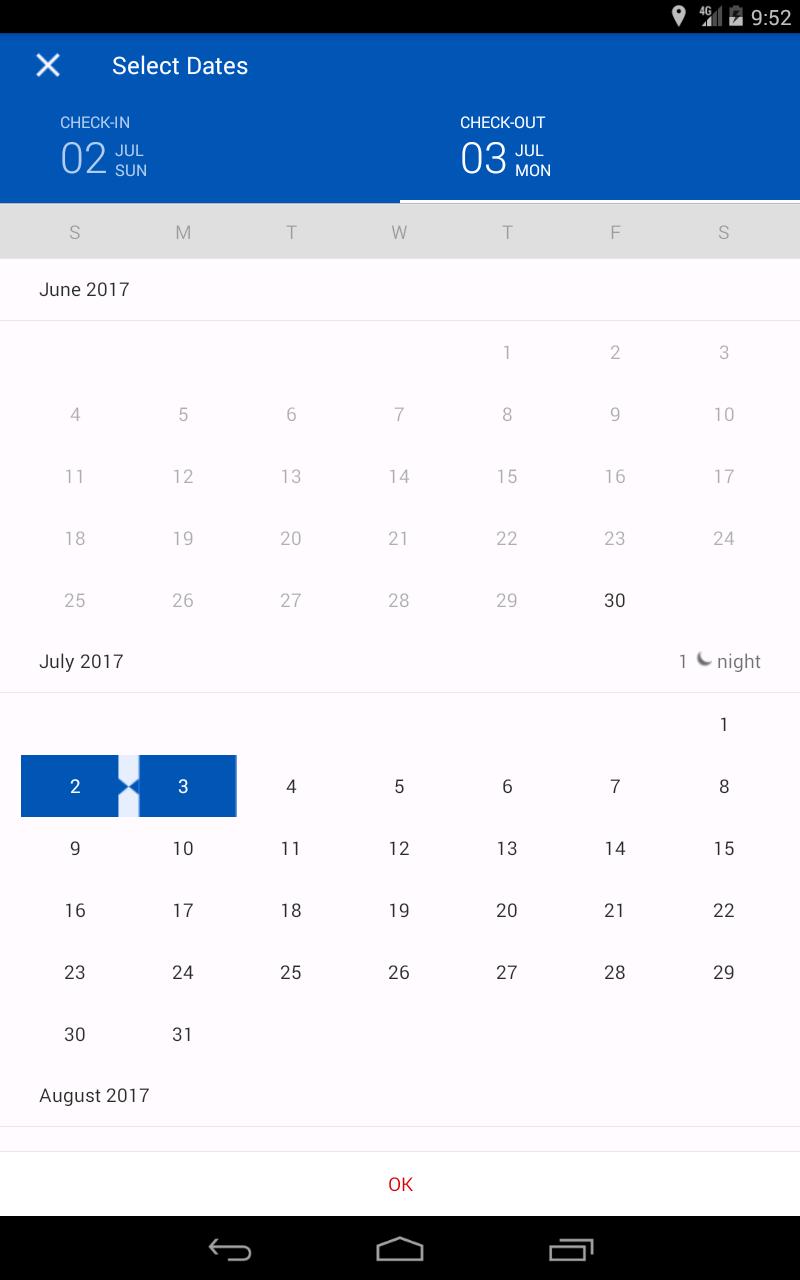 4G 9:52
Select Dates
CHECK-IN
02 JUL SUN
CHECK-OUT
03 JUL MON
S M T W T F S
June 2017
1 2 3
4 5 6 7 8 9 10
11 12 13 14 15 16 17
18 19 20 21 22 23 24
25 26 27 28 29 30
July 2017 1 night
1
2 3 4 5 6 7 8
9 10 11 12 13 14 15
16 17 18 19 20 21 22
23 24 25 26 27 28 29
30 31
August 2017
OK